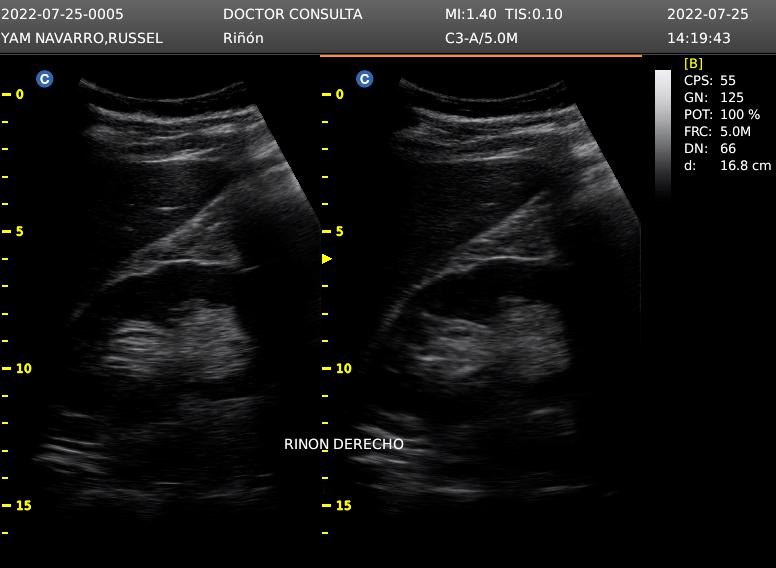 2022-07-25-0005 DOCTOR CONSULTA MI:1.40 TIS:0.10 2022-07-25
YAM NAVARRO,RUSSEL Riñón C3-A/5.0M 14:19:43
[B]
CPS: 55
GN: 125
POT: 100 %
FRC: 5.0M
DN: 66
d: 16.8 cm
C C
0 0
5 5
10 10
RINON DERECHO
15 15